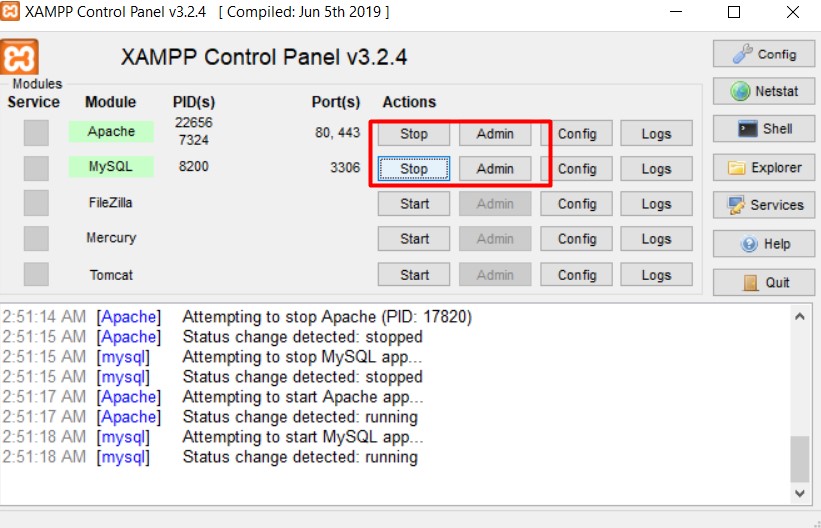 XAMPP Control Panel v3.2.4 [ Compiled: Jun 5th 2019 ]
XAMPP Control Panel v3.2.4
Config
Modules
Service Module PID(s) Port(s) Actions
Netstat
Apache 22656 7324 80, 443 Stop Admin Config Logs
Shell
MySQL 8200 3306 Stop Admin Config Logs
Explorer
FileZilla Start Admin Config Logs
Services
Mercury Start Admin Config Logs
Help
Tomcat Start Admin Config Logs
Quit
2:51:14 AM [Apache] Attempting to stop Apache (PID: 17820)
2:51:15 AM [Apache] Status change detected: stopped
2:51:15 AM [mysql] Attempting to stop MySQL app...
2:51:15 AM [mysql] Status change detected: stopped
2:51:17 AM [Apache] Attempting to start Apache app...
2:51:17 AM [Apache] Status change detected: running
2:51:18 AM [mysql] Attempting to start MySQL app...
2:51:18 AM [mysql] Status change detected: running